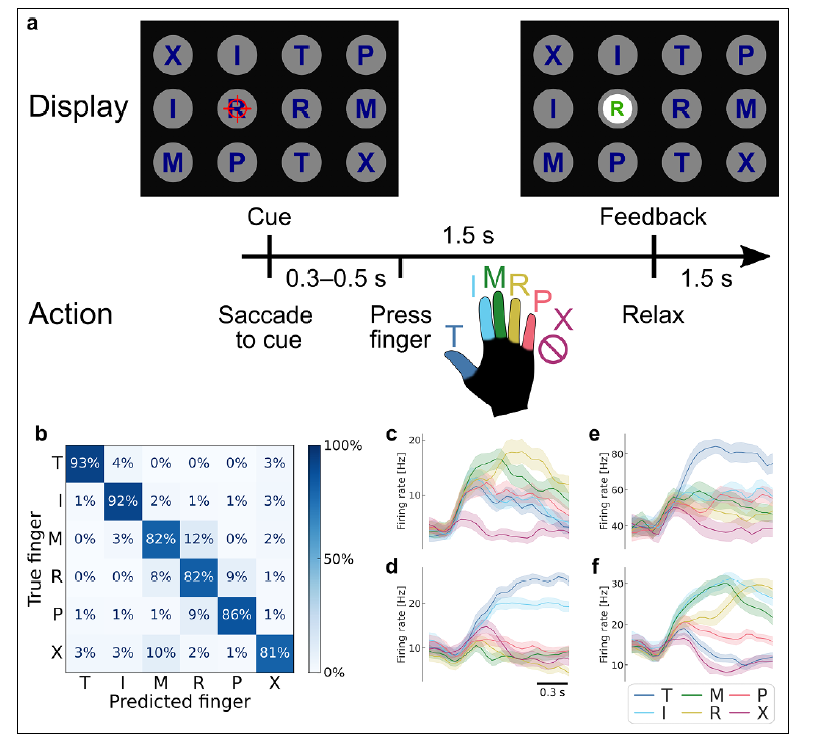 a
Display
X I T P
I R R M
M P T X
X I T P
I R R M
M P T X
Cue
1.5 s
Feedback
0.3–0.5 s
1.5 s
Action
Saccade
to cue
Press
finger
T I M R P X
Relax
b
True finger
T 93% 4% 0% 0% 0% 3%
I 1% 92% 2% 1% 1% 3%
M 0% 3% 82% 12% 0% 2%
R 0% 0% 8% 82% 9% 1%
P 1% 1% 1% 9% 86% 1%
X 3% 3% 10% 2% 1% 81%
T I M R P X
Predicted finger
100%
50%
0%
c
Firing rate [Hz]
20
10
e
Firing rate [Hz]
80
60
40
d
Firing rate [Hz]
20
10
0.3 s
f
Firing rate [Hz]
30
20
10
T M P
I R X